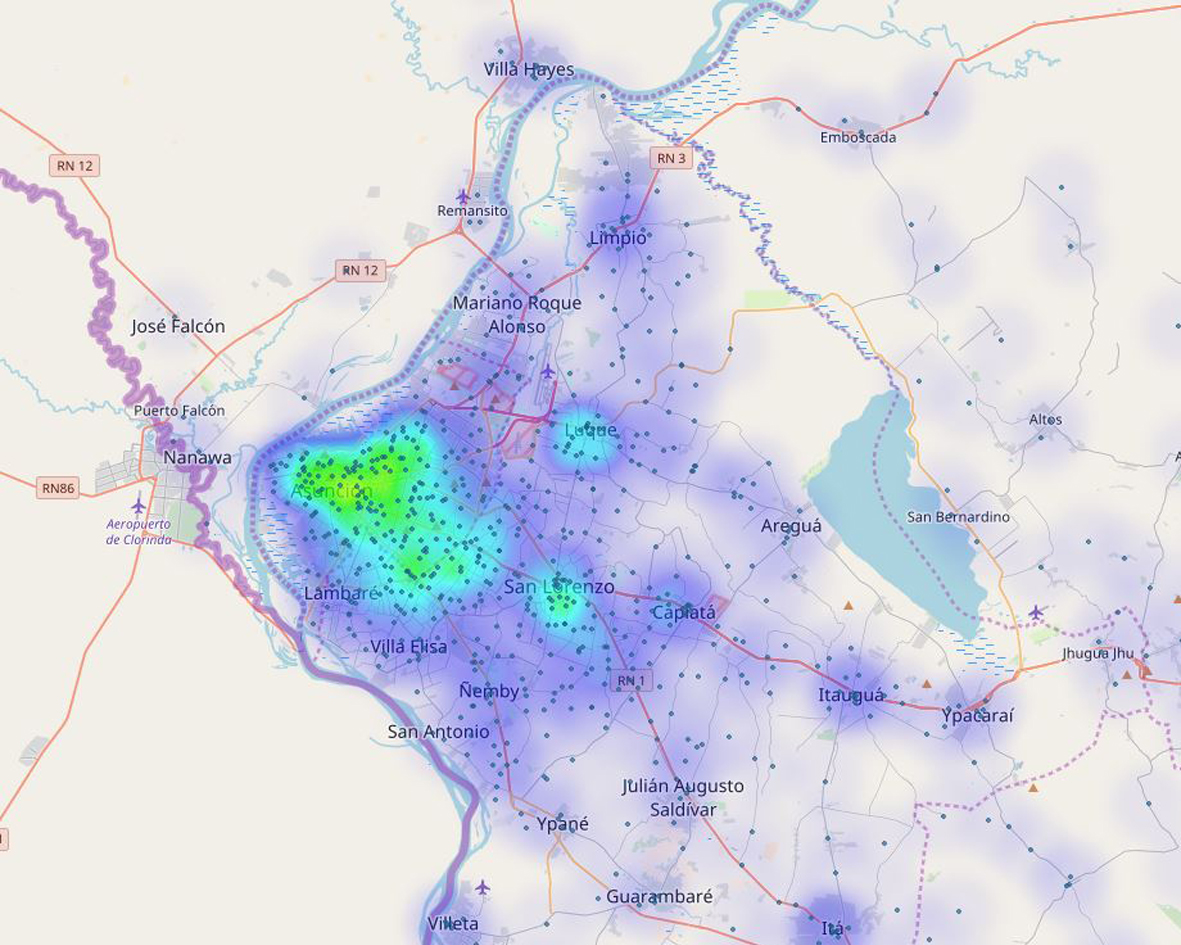 Villa Hayes
Emboscada
RN 12
RN 3
Remansito
Limpio
RN 12
Mariano Roque
Alonso
José Falcón
Puerto Falcón
Altos
Luque
Nanawa
RN86
Asunción
Aeropuerto
de Clorinda
Areguá
San Bernardino
Lambaré
San Lorenzo
Capiatá
Villa Elisa
Jhugua Jhu
Ñemby
RN 1
Itauguá
Ypacaraí
San Antonio
Julián Augusto
Saldívar
Ypané
Guarambaré
Villeta
Itá